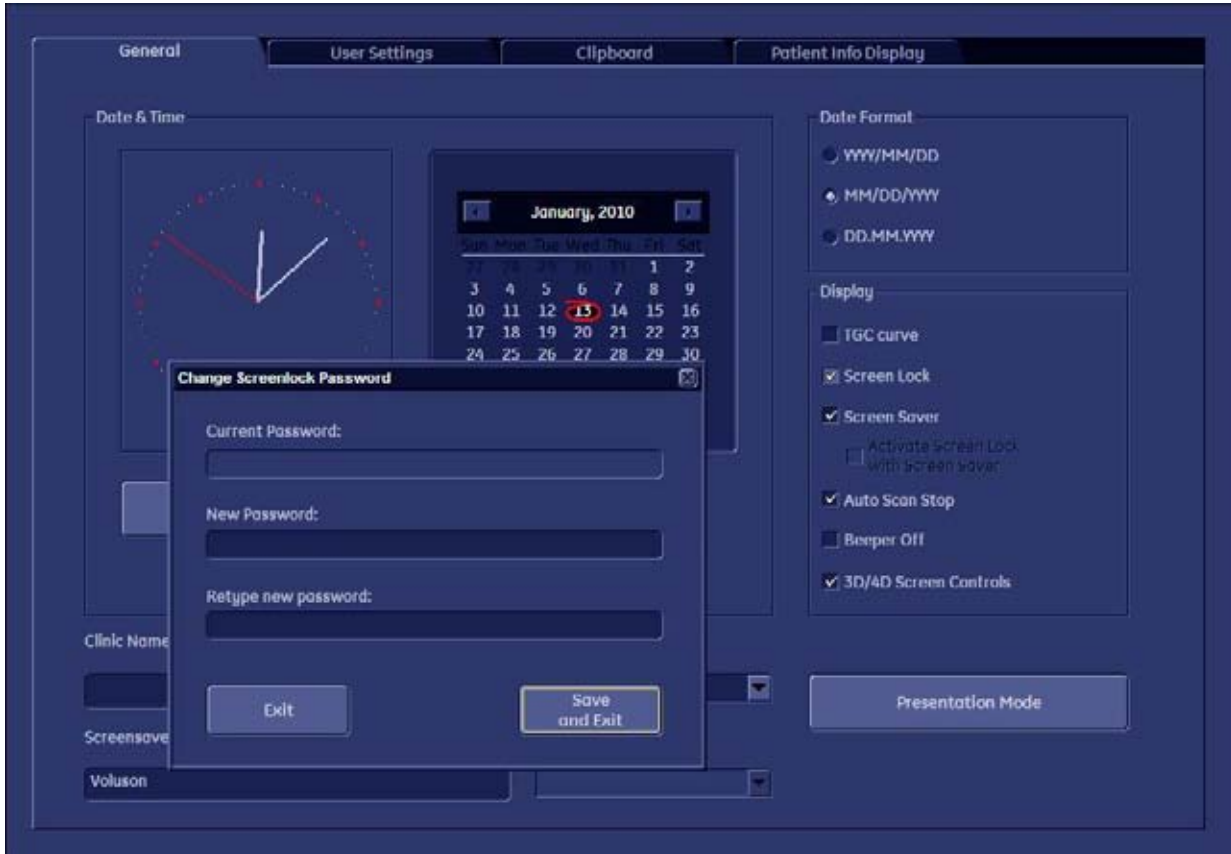 General
User Settings
Clipboard
Patient Info Display
Date & Time
January, 2010
Sun Mon Tue Wed Thu Fri Sat
27 28 29 30 31 1 2
3 4 5 6 7 8 9
10 11 12 13 14 15 16
17 18 19 20 21 22 23
24 25 26 27 28 29 30
Date Format
YYYY/MM/DD
MM/DD/YYYY
DD.MM.YYYY
Display
TGC curve
Screen Lock
Screen Saver
Activate Screen Lock
with Screen Saver
Auto Scan Stop
Beeper Off
3D/4D Screen Controls
Change Screenlock Password
Current Password:
New Password:
Retype new password:
Exit
Save
and Exit
Clinic Name
Screensave
Voluson
Presentation Mode